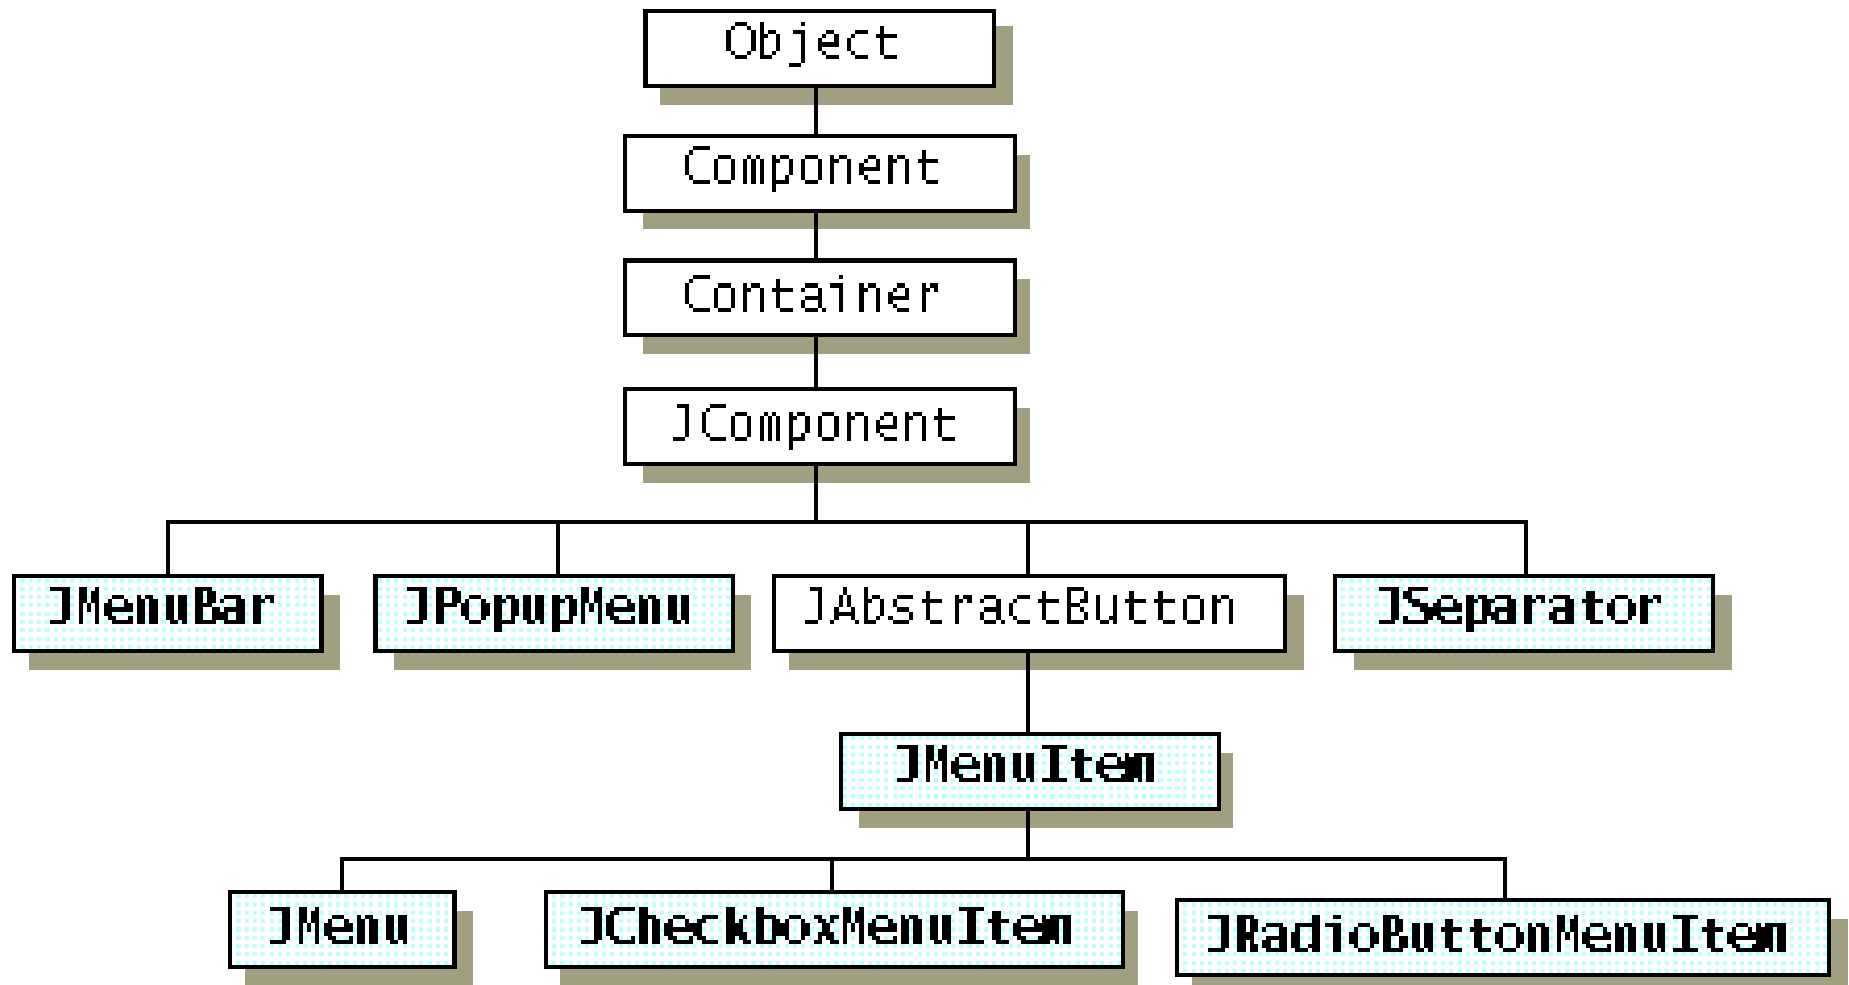 Object
Component
Container
JComponent
JMenuBar
JPopupMenu
JAbstractButton
JSeparator
JMenuItem
JMenu
JCheckboxMenuItem
JRadioButtonMenuItem